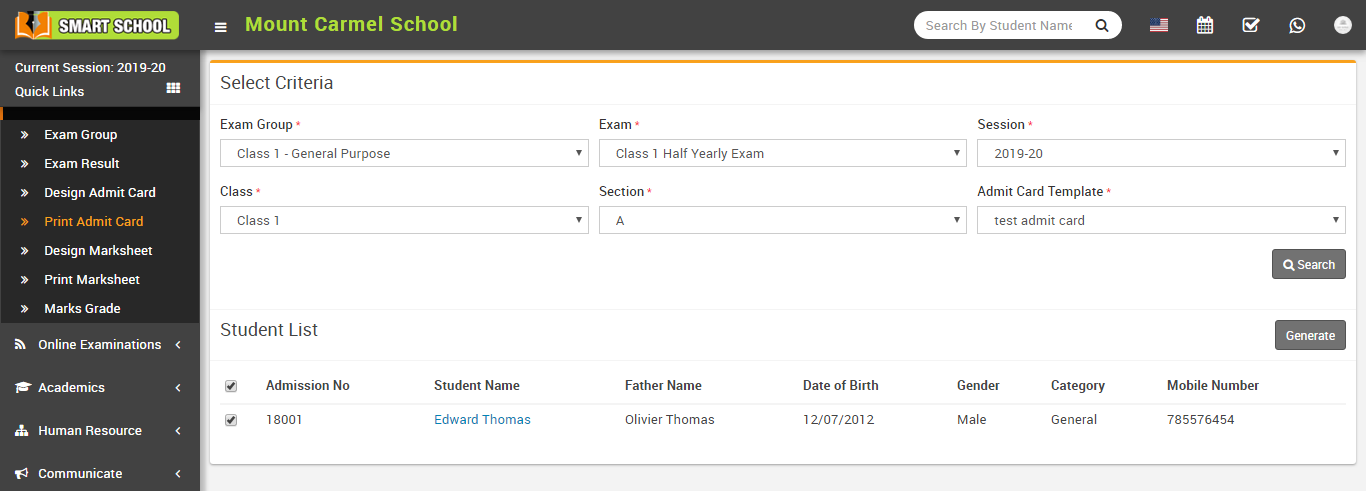 SMART SCHOOL
Mount Carmel School
Search By Student Name
Current Session: 2019-20
Quick Links
Exam Group
Exam Result
Design Admit Card
Print Admit Card
Design Marksheet
Print Marksheet
Marks Grade
Online Examinations
Academics
Human Resource
Communicate
Select Criteria
Exam Group * Exam * Session *
Class 1 - General Purpose Class 1 Half Yearly Exam 2019-20
Class * Section * Admit Card Template *
Class 1 A test admit card
Search
Student List Generate
Admission No Student Name Father Name Date of Birth Gender Category Mobile Number
18001 Edward Thomas Olivier Thomas 12/07/2012 Male General 785576454